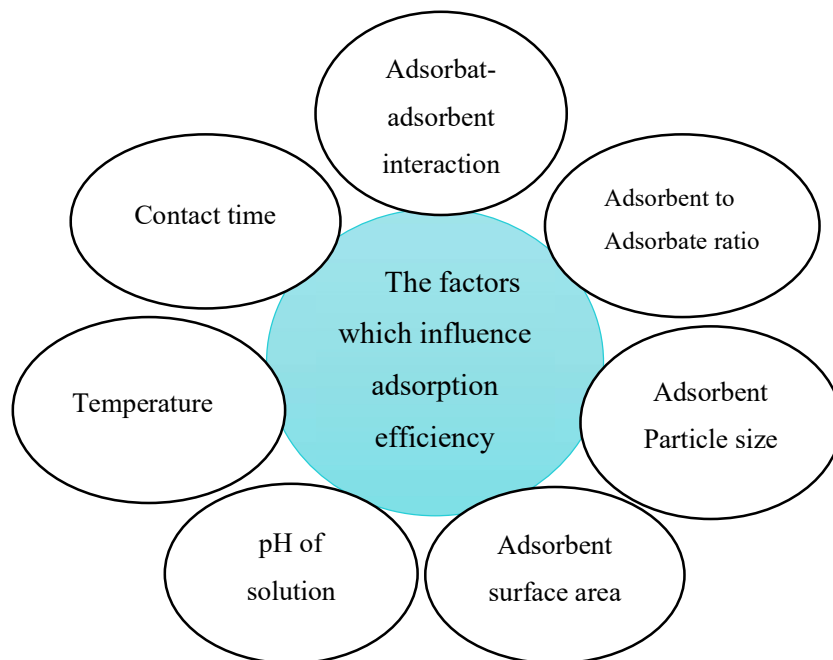 Adsorbat-
adsorbent
interaction
Contact time
Adsorbent to
Adsorbate ratio
The factors
which influence
adsorption
efficiency
Temperature
Adsorbent
Particle size
pH of
solution
Adsorbent
surface area